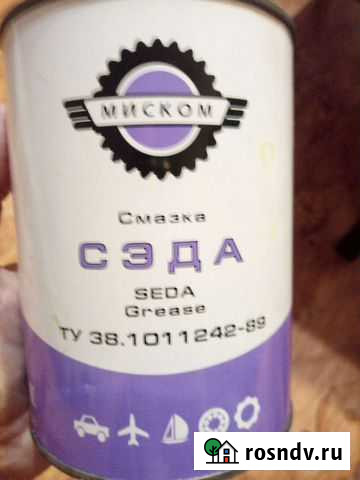 МИСКОМ
Смазка
СЭДА
SEDA
Grease
ТУ 38.1011242-89
rosndv.ru